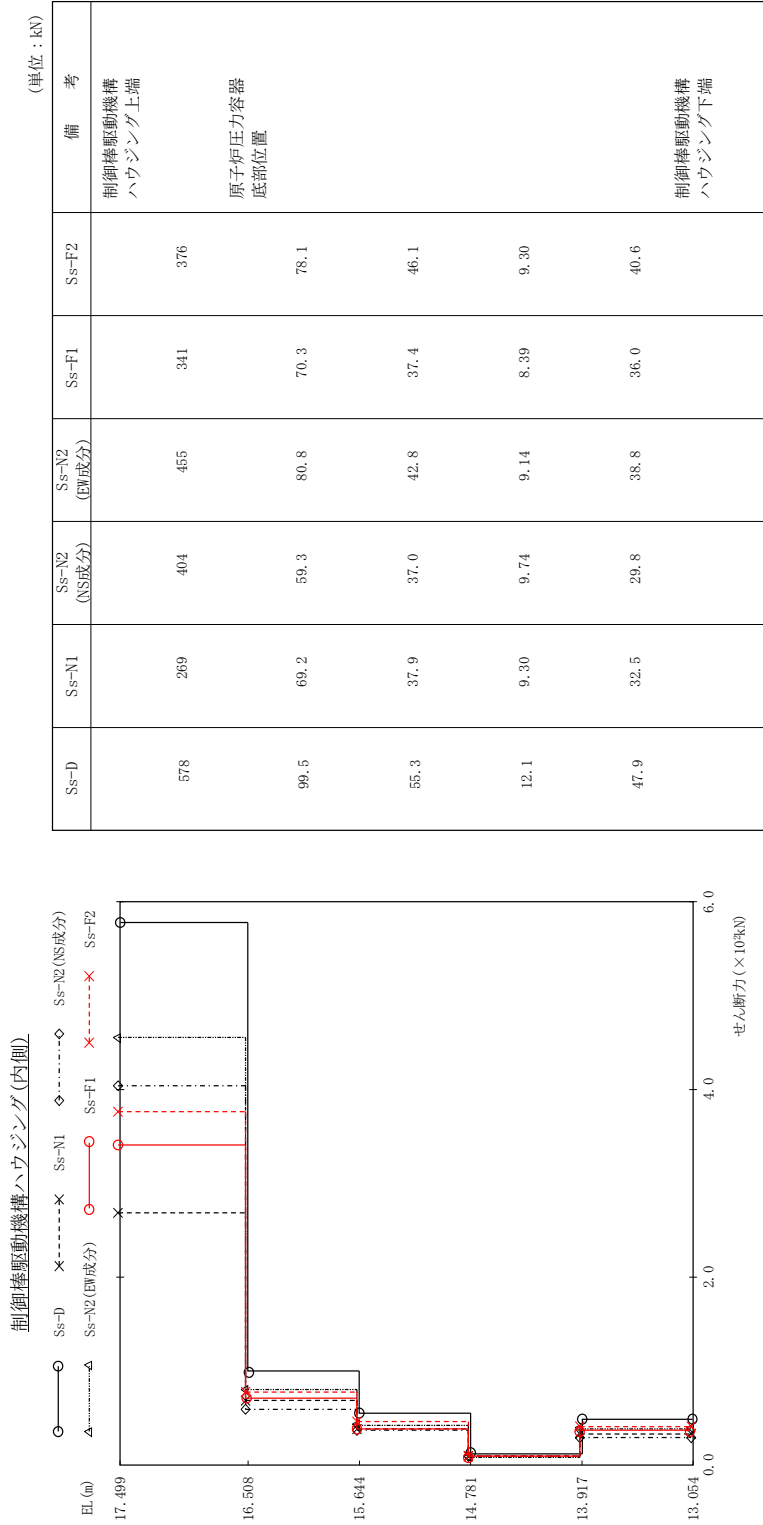 制御棒駆動機構ハウジング(内側)
Ss-D
Ss-N1
Ss-N2(NS成分)
Ss-N2(EW成分)
Ss-F1
Ss-F2
EL(m)
17.499
16.508
15.644
14.781
13.917
13.054
0.0
2.0
4.0
6.0
せん断力(×10²kN)
(単位:kN)
Ss-D
Ss-N1
Ss-N2
(NS成分)
Ss-N2
(EW成分)
Ss-F1
Ss-F2
備 考
制御棒駆動機構
ハウジング上端
578 269 404 455 341 376
原子炉圧力容器
底部位置
99.5 69.2 59.3 80.8 70.3 78.1
55.3 37.9 37.0 42.8 37.4 46.1
12.1 9.30 9.74 9.14 8.39 9.30
47.9 32.5 29.8 38.8 36.0 40.6
制御棒駆動機構
ハウジング下端